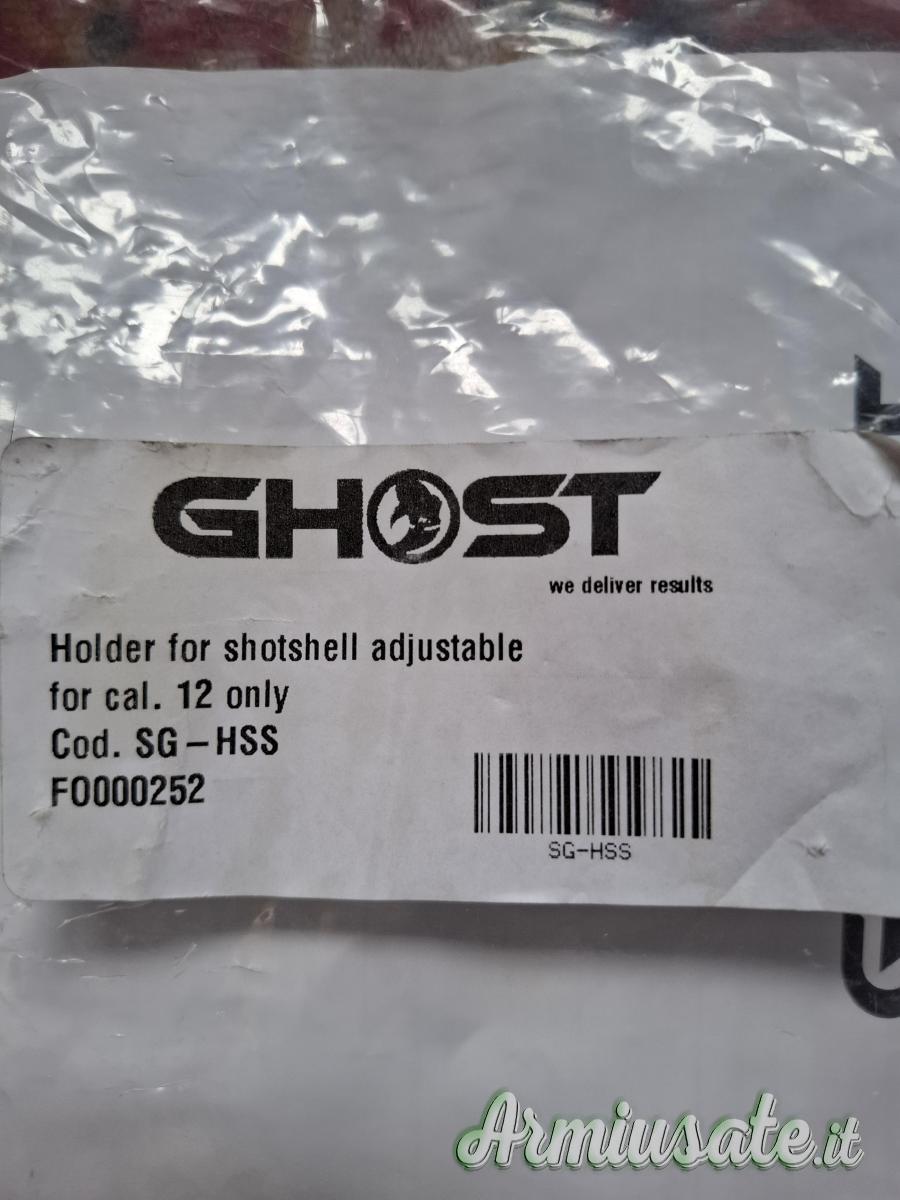 GHOST
we deliver results
Holder for shotshell adjustable
for cal. 12 only
Cod. SG-HSS
FO000252
SG-HSS
Armiusate.it